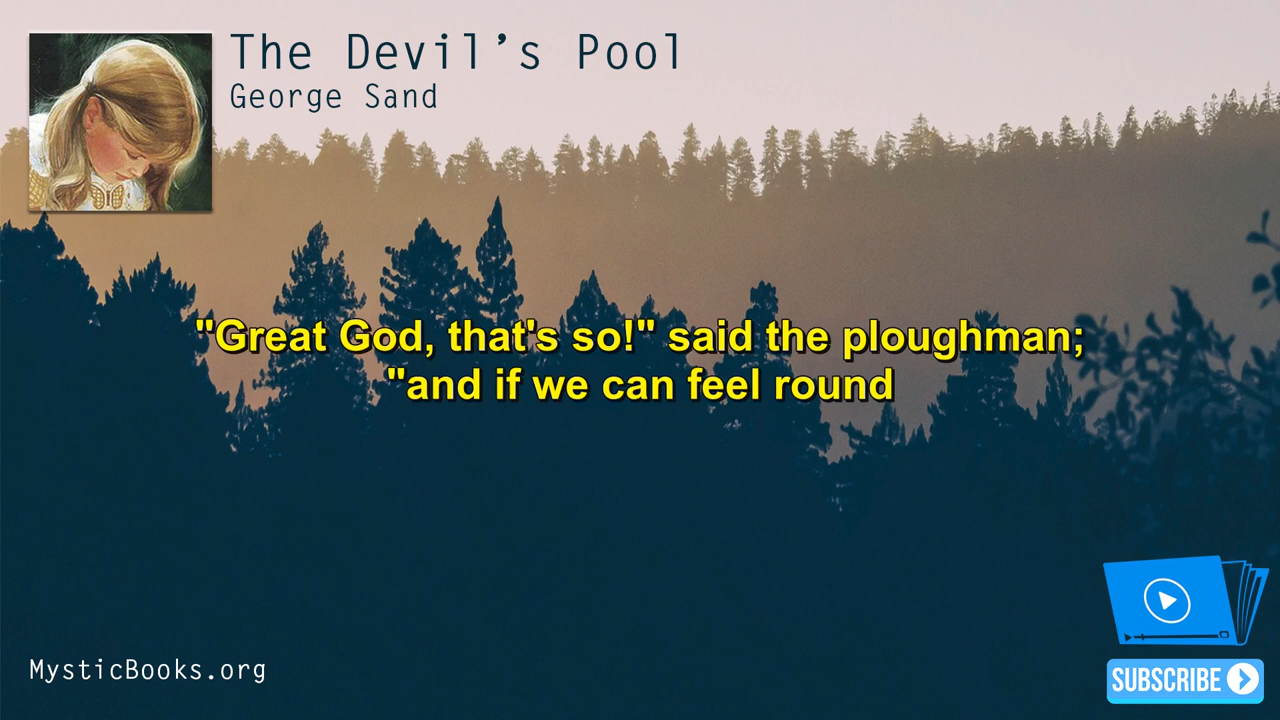 The Devil’s Pool
George Sand
"Great God, that's so!" said the ploughman;
"and if we can feel round
MysticBooks.org
SUBSCRIBE